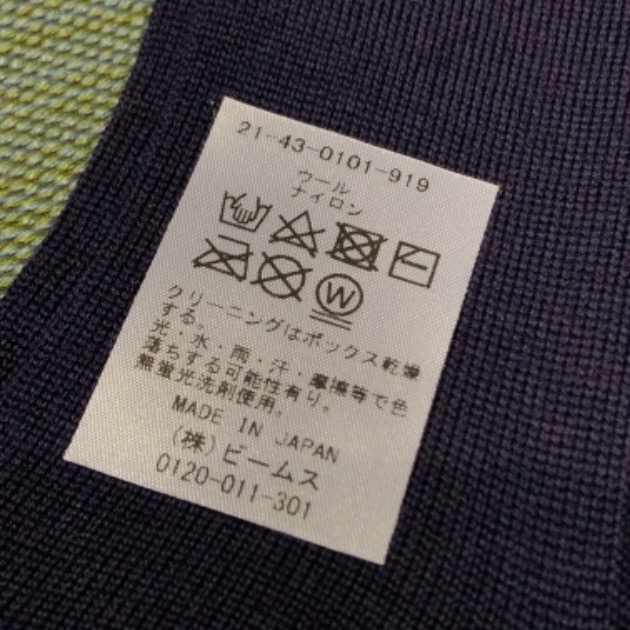 21-43-0101-919
ウール
ナイロン
W
クリーニングはボックス乾燥
する。
光・水・雨・汗・摩擦等で色
落ちする可能性有り。
無蛍光洗剤使用。
MADE IN JAPAN
(株)ビームス
0120-011-301